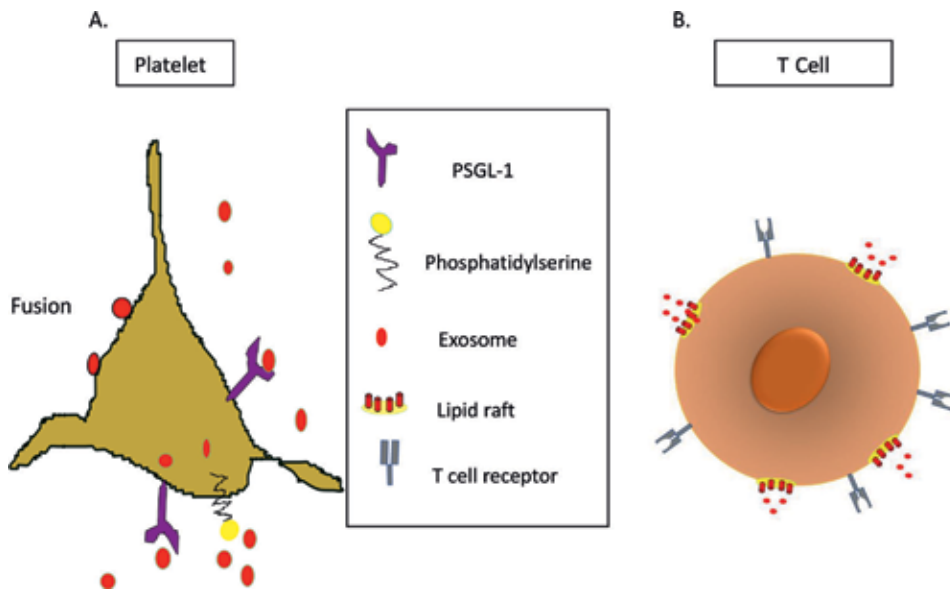 A.
Platelet
B.
T Cell
PSGL-1
Phosphatidylserine
Fusion
Exosome
Lipid raft
T cell receptor